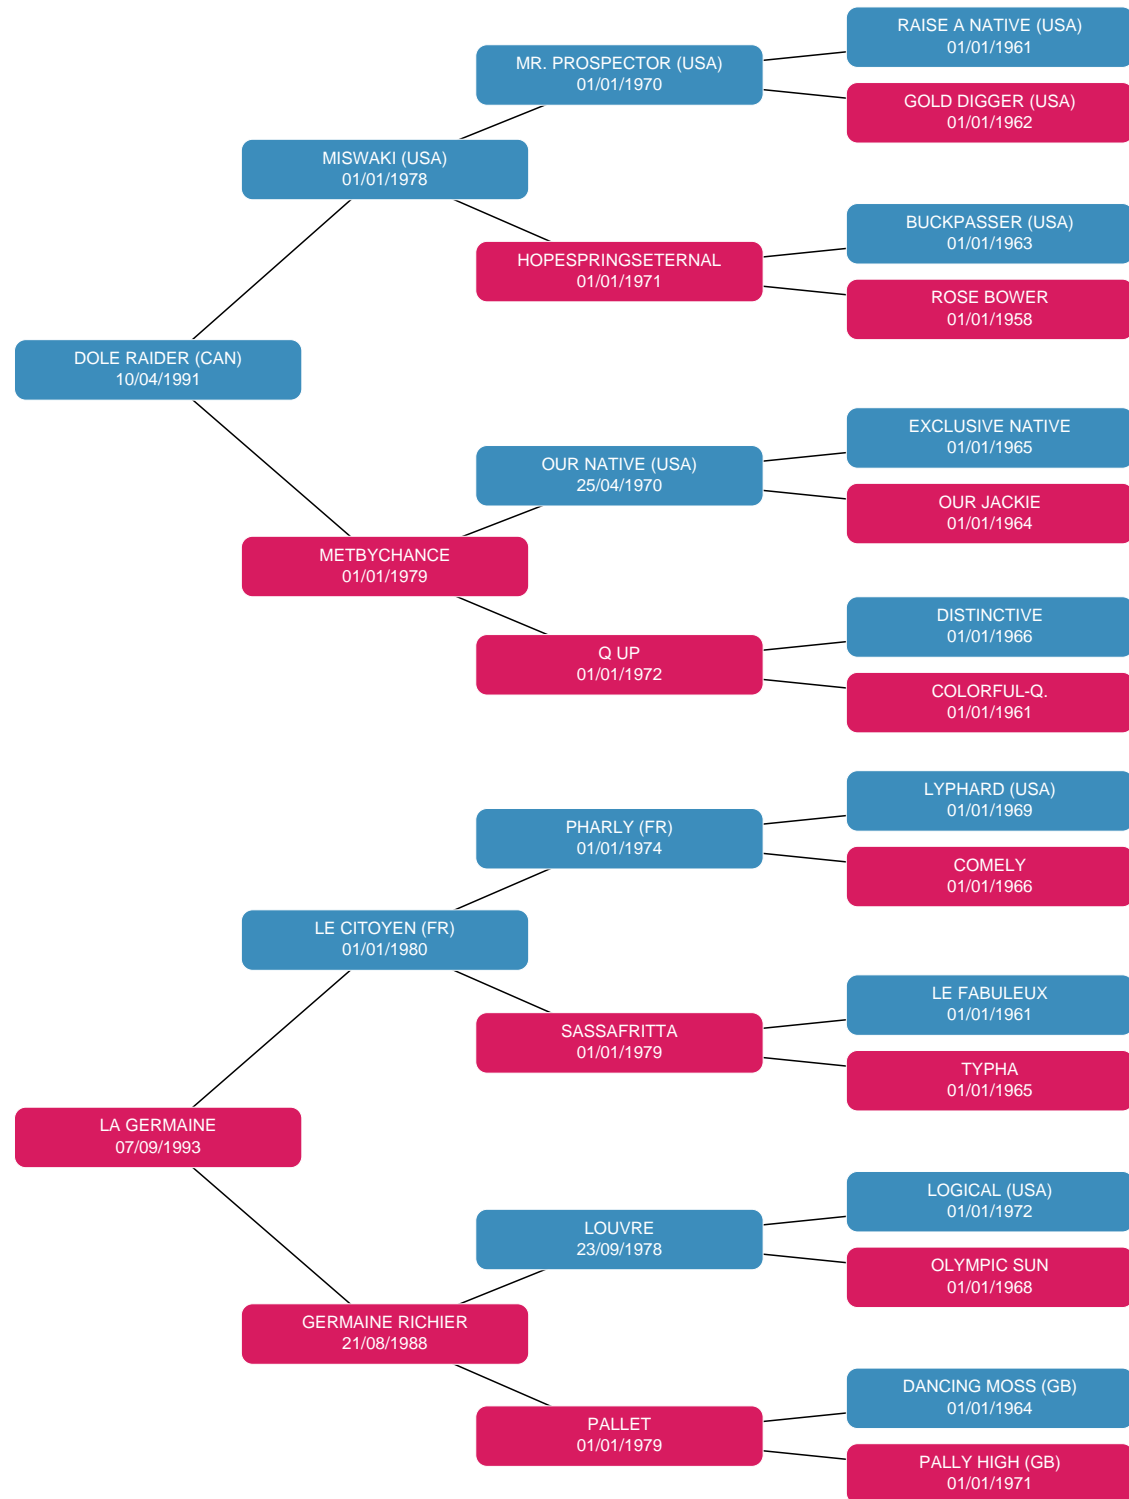 RAISE A NATIVE (USA)
01/01/1961
MR. PROSPECTOR (USA)
01/01/1970
GOLD DIGGER (USA)
01/01/1962
MISWAKI (USA)
01/01/1978
BUCKPASSER (USA)
01/01/1963
HOPESPRINGSETERNAL
01/01/1971
ROSE BOWER
01/01/1958
DOLE RAIDER (CAN)
10/04/1991
EXCLUSIVE NATIVE
01/01/1965
OUR NATIVE (USA)
25/04/1970
OUR JACKIE
01/01/1964
METBYCHANCE
01/01/1979
DISTINCTIVE
01/01/1966
Q UP
01/01/1972
COLORFUL-Q.
01/01/1961
LYPHARD (USA)
01/01/1969
PHARLY (FR)
01/01/1974
COMELY
01/01/1966
LE CITOYEN (FR)
01/01/1980
LE FABULEUX
01/01/1961
SASSAFRITTA
01/01/1979
TYPHA
01/01/1965
LA GERMAINE
07/09/1993
LOGICAL (USA)
01/01/1972
LOUVRE
23/09/1978
OLYMPIC SUN
01/01/1968
GERMAINE RICHIER
21/08/1988
DANCING MOSS (GB)
01/01/1964
PALLET
01/01/1979
PALLY HIGH (GB)
01/01/1971